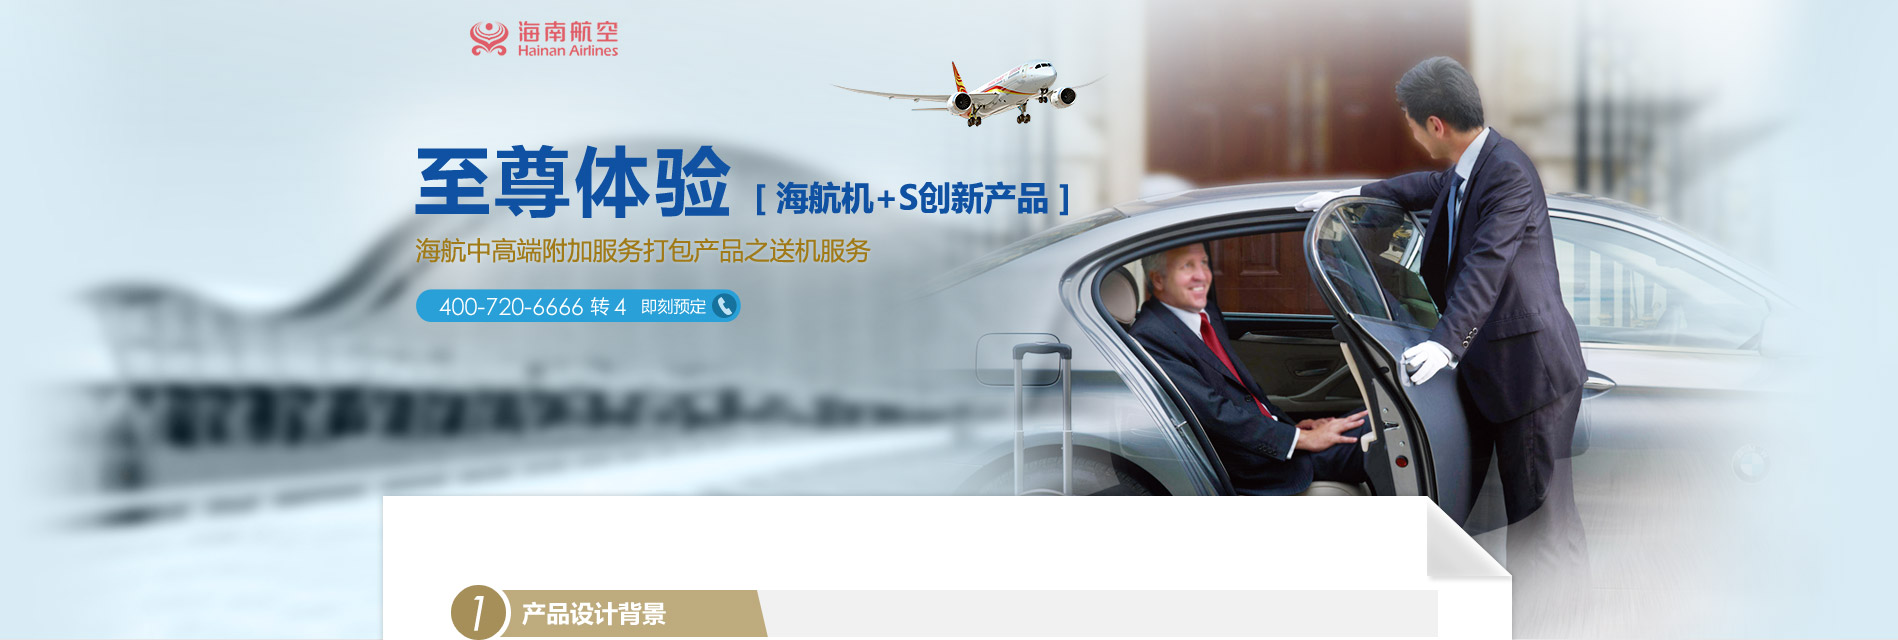 海南航空
Hainan Airlines
至尊体验 [ 海航机+S创新产品 ]
海航中高端附加服务打包产品之送机服务
400-720-6666 转 4 即刻预定
1 产品设计背景